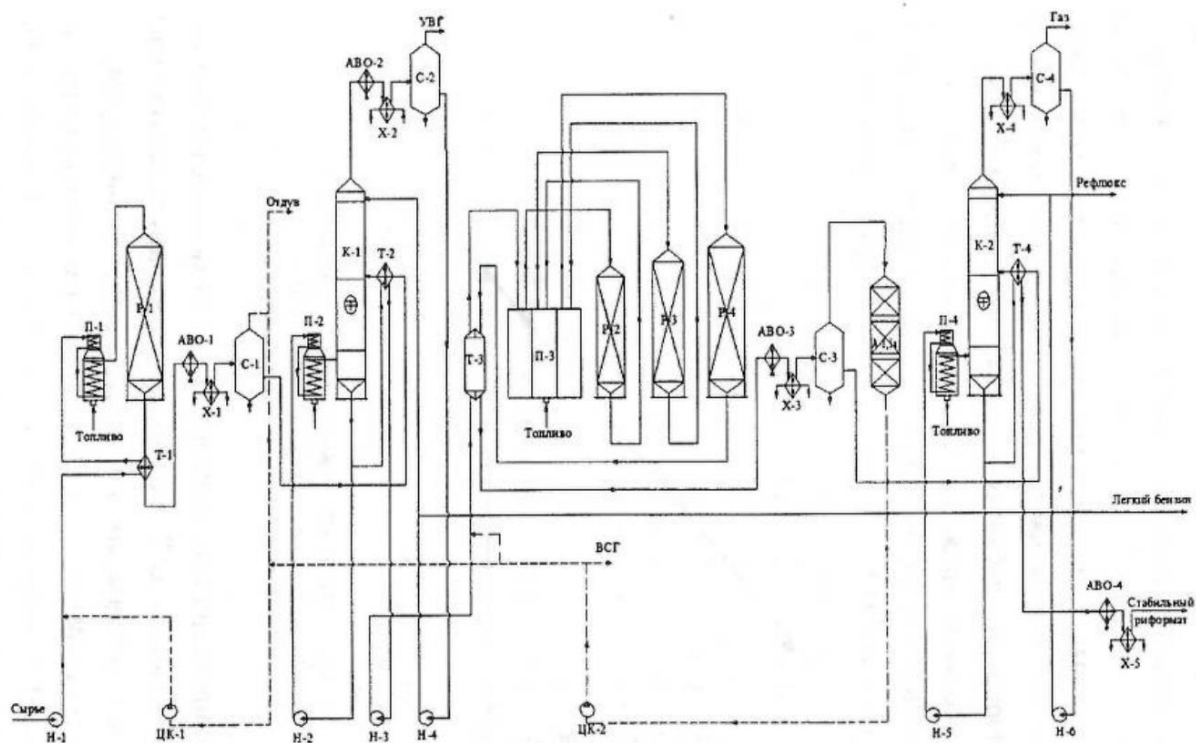 УВГ
Газ
АВО-2
С-2
С-4
Х-2
Х-4
Отдув
Рефлюкс
К-1
Т-2
К-2
Т-4
П-1
Р-1
АВО-1
П-2
С-1
Т-3
П-3
Р-2
Р-3
Р-4
АВО-3
С-3
П-4
Х-1
Х-3
Топливо
Топливо
Топливо
Т-1
Легкий бензин
ВСГ
АВО-4
Стабильный
риформат
Х-5
Сырье
Н-1
ЦК-1
Н-2
Н-3
Н-4
ЦК-2
Н-5
Н-6